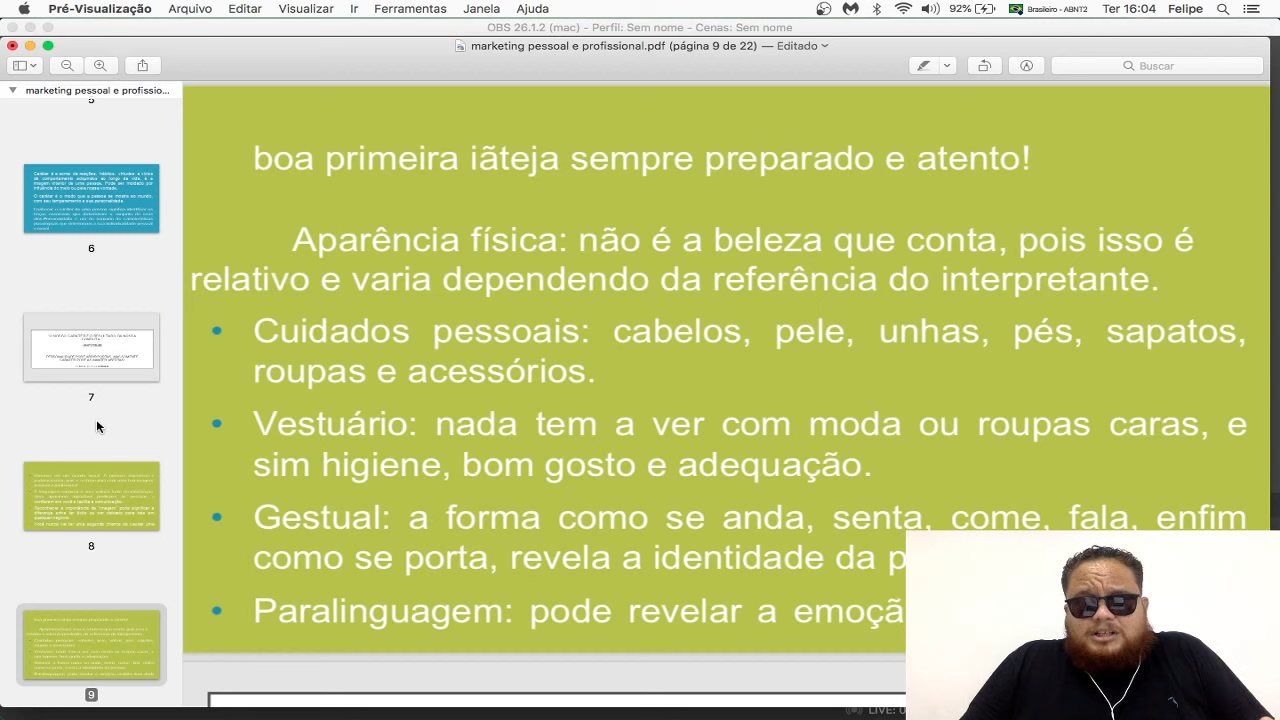 Pré-Visualização Arquivo Editar Visualizar Ir Ferramentas Janela Ajuda 92% Brasileiro - ABNT2 Ter 16:04 Felipe
OBS 26.1.2 (mac) - Perfil: Sem nome - Cenas: Sem nome
marketing pessoal e profissional.pdf (página 9 de 22) — Editado
Buscar
marketing pessoal e profissio...
5
6
7
8
9
boa primeira iãteja sempre preparado e atento!
Aparência física: não é a beleza que conta, pois isso é
relativo e varia dependendo da referência do interpretante.
• Cuidados pessoais: cabelos, pele, unhas, pés, sapatos,
roupas e acessórios.
• Vestuário: nada tem a ver com moda ou roupas caras, e
sim higiene, bom gosto e adequação.
• Gestual: a forma como se anda, senta, come, fala, enfim
como se porta, revela a identidade da p
• Paralinguagem: pode revelar a emoçã
LIVE: 0